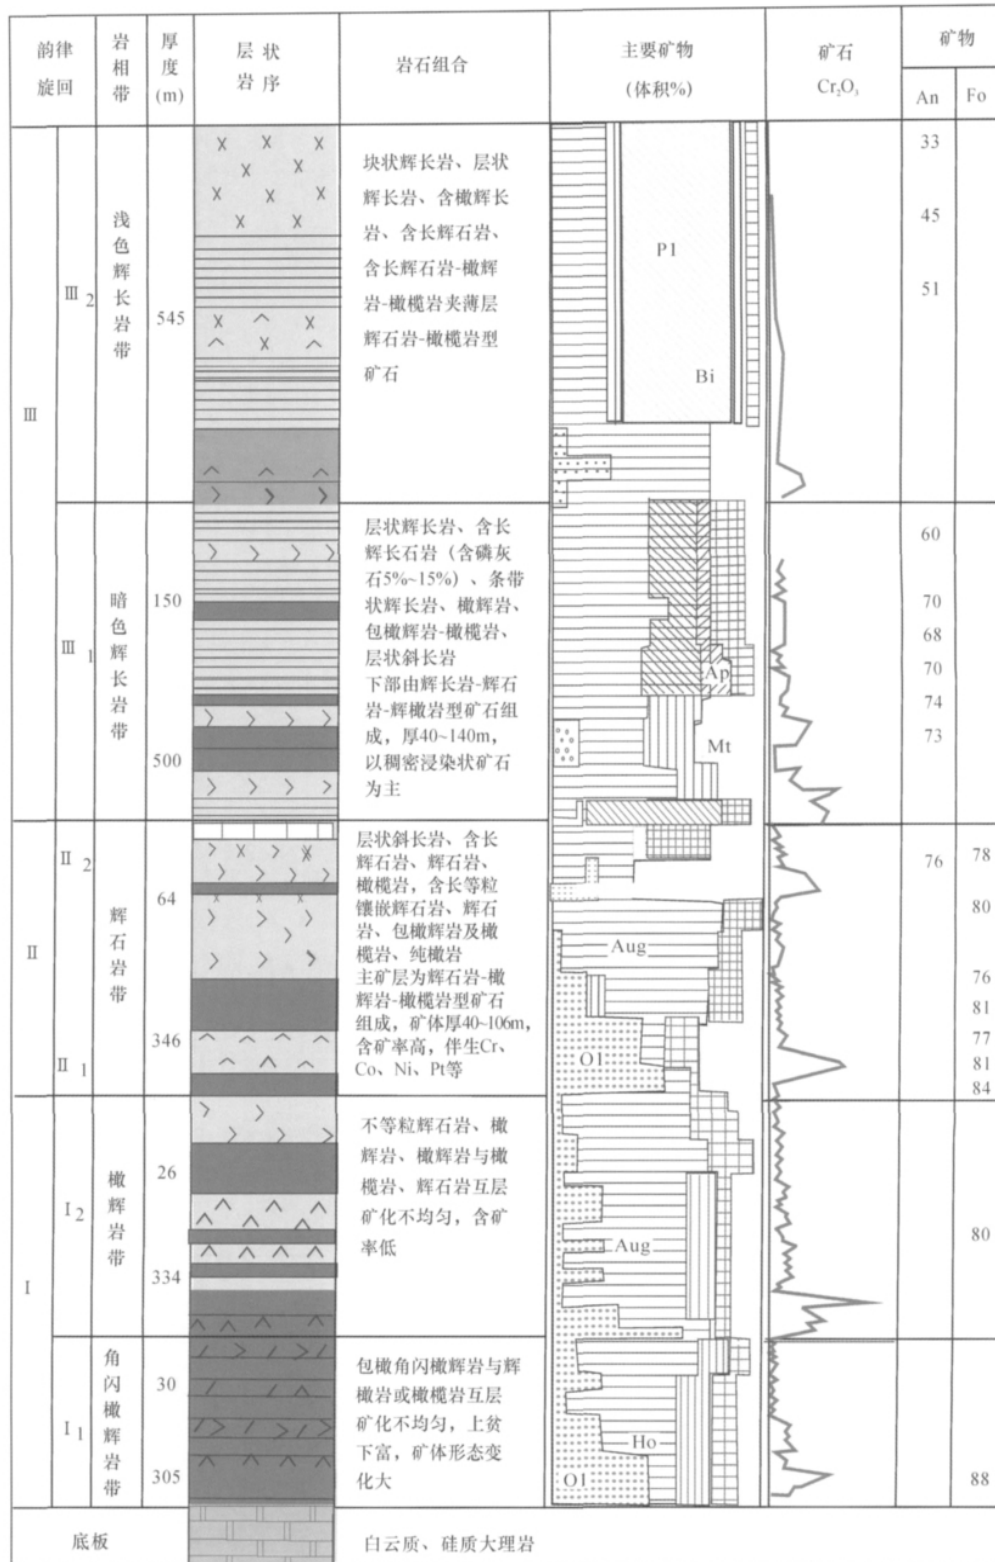 韵律
旋回
岩相带
厚度
(m)
层状
岩序
岩石组合
主要矿物
(体积%)
矿石
Cr₂O₃
矿物
An
Fo
Ⅲ
Ⅲ 2
浅色辉长岩带
545
块状辉长岩、层状
辉长岩、含橄辉长
岩、含长辉石岩、
含长辉石岩-橄辉
岩-橄榄岩夹薄层
辉石岩-橄榄岩型
矿石
Pl
Bi
33
45
51
Ⅲ 1
暗色辉长岩带
150
500
层状辉长岩、含长
辉长石岩（含磷灰
石5%~15%）、条带
状辉长岩、橄辉岩、
包橄辉岩-橄榄岩、
层状斜长岩
下部由辉长岩-辉石
岩-辉橄岩型矿石组
成，厚40~140m，
以稠密浸染状矿石
为主
Ap
Mt
60
70
68
70
74
73
Ⅱ
Ⅱ 2
Ⅱ 1
辉石岩带
64
346
层状斜长岩、含长
辉石岩、辉石岩、
橄榄岩，含长等粒
镶嵌辉石岩、辉石
岩、包橄辉岩及橄
榄岩、纯橄岩
主矿层为辉石岩-橄
辉岩-橄榄岩型矿石
组成，矿体厚40~106m，
含矿率高，伴生Cr、
Co、Ni、Pt等
Aug
Ol
76
78
80
76
81
77
81
84
Ⅰ
Ⅰ 2
橄辉岩带
26
334
不等粒辉石岩、橄
辉岩、橄辉岩与橄
榄岩、辉石岩互层
矿化不均匀，含矿
率低
Aug
80
Ⅰ 1
角闪橄辉岩带
30
305
包橄角闪橄辉岩与辉
橄岩或橄榄岩互层
矿化不均匀，上贫
下富，矿体形态变
化大
Ho
Ol
88
底板
白云质、硅质大理岩